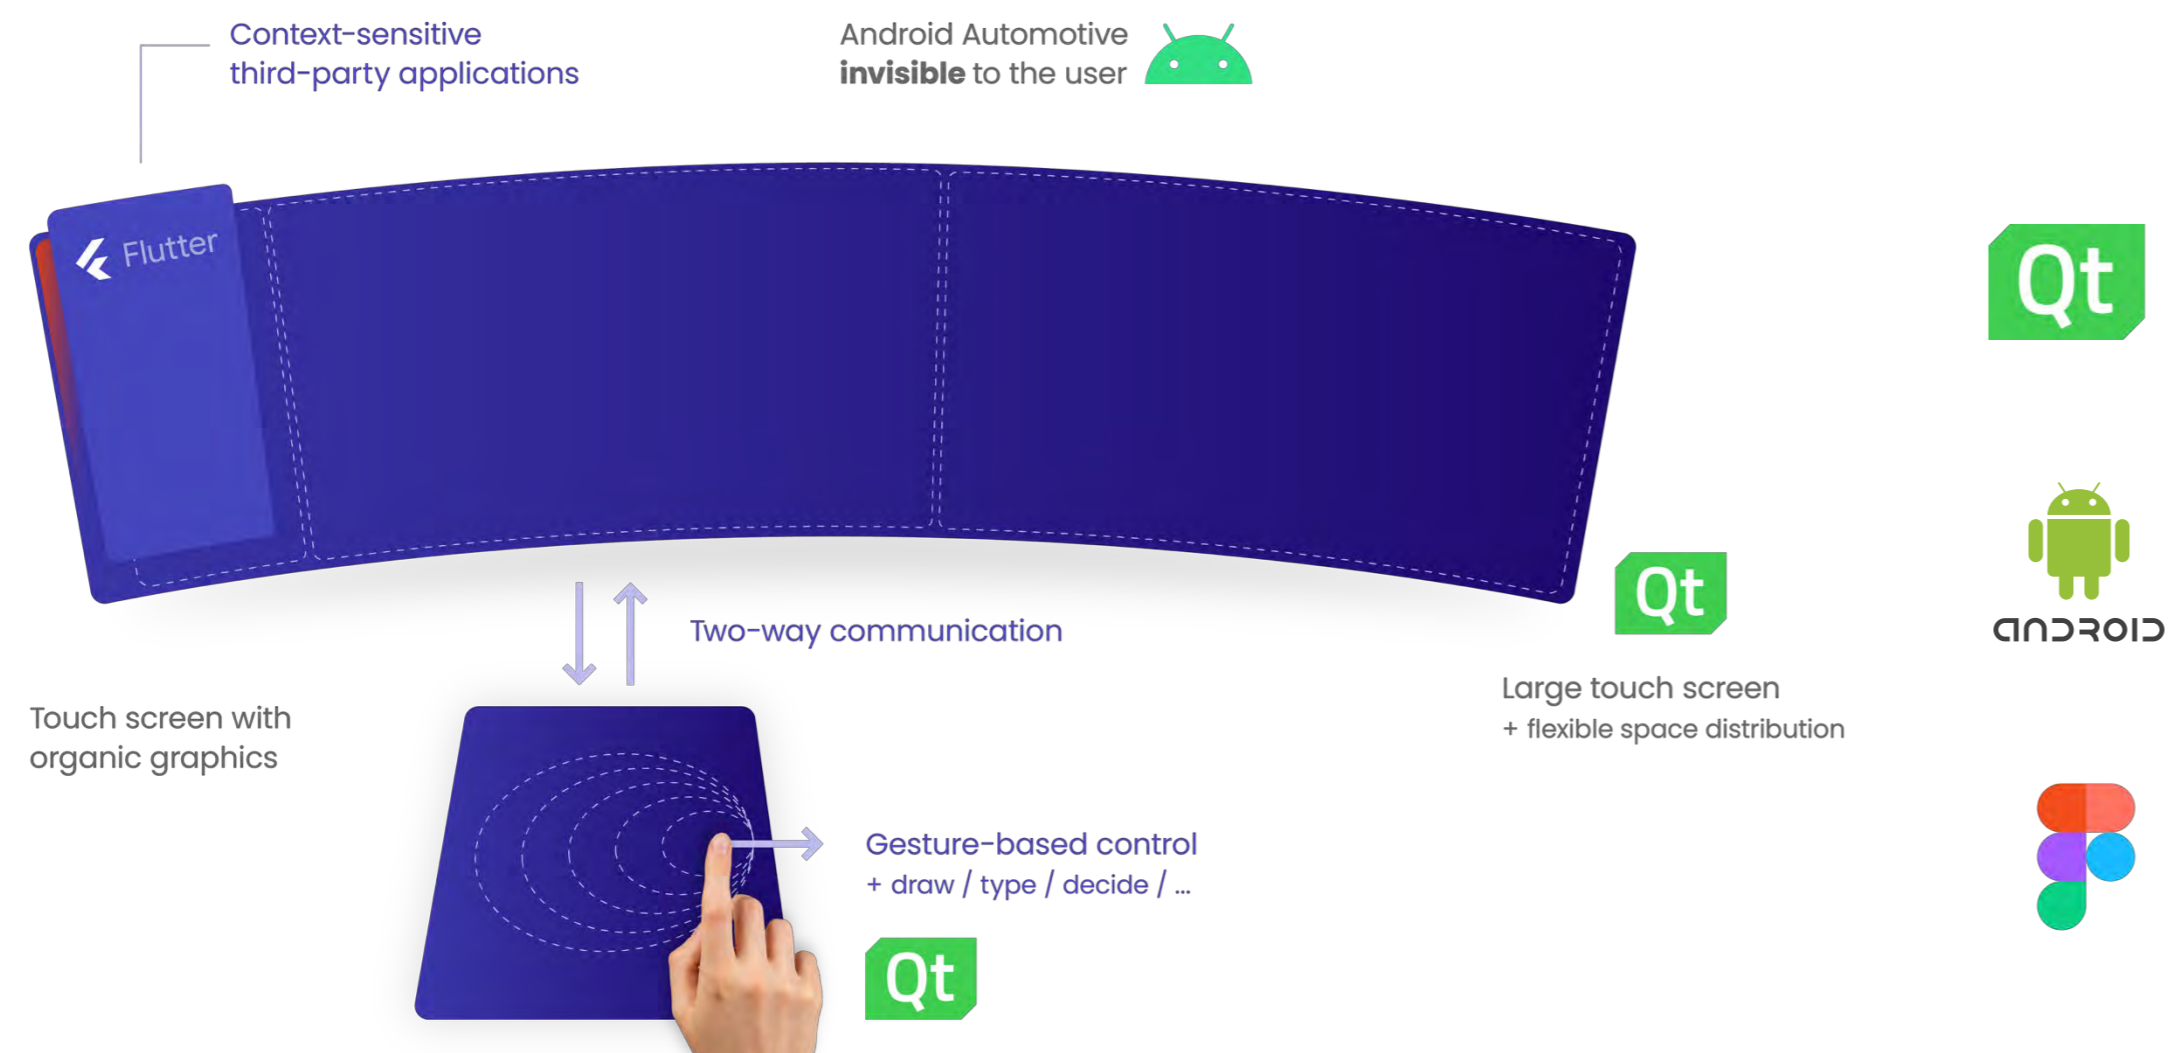 Context-sensitive
third-party applications
Android Automotive
invisible to the user
Flutter
Qt
Two-way communication
Qt
ANDROID
Large touch screen
+ flexible space distribution
Touch screen with
organic graphics
Gesture-based control
+ draw / type / decide / ...
Qt